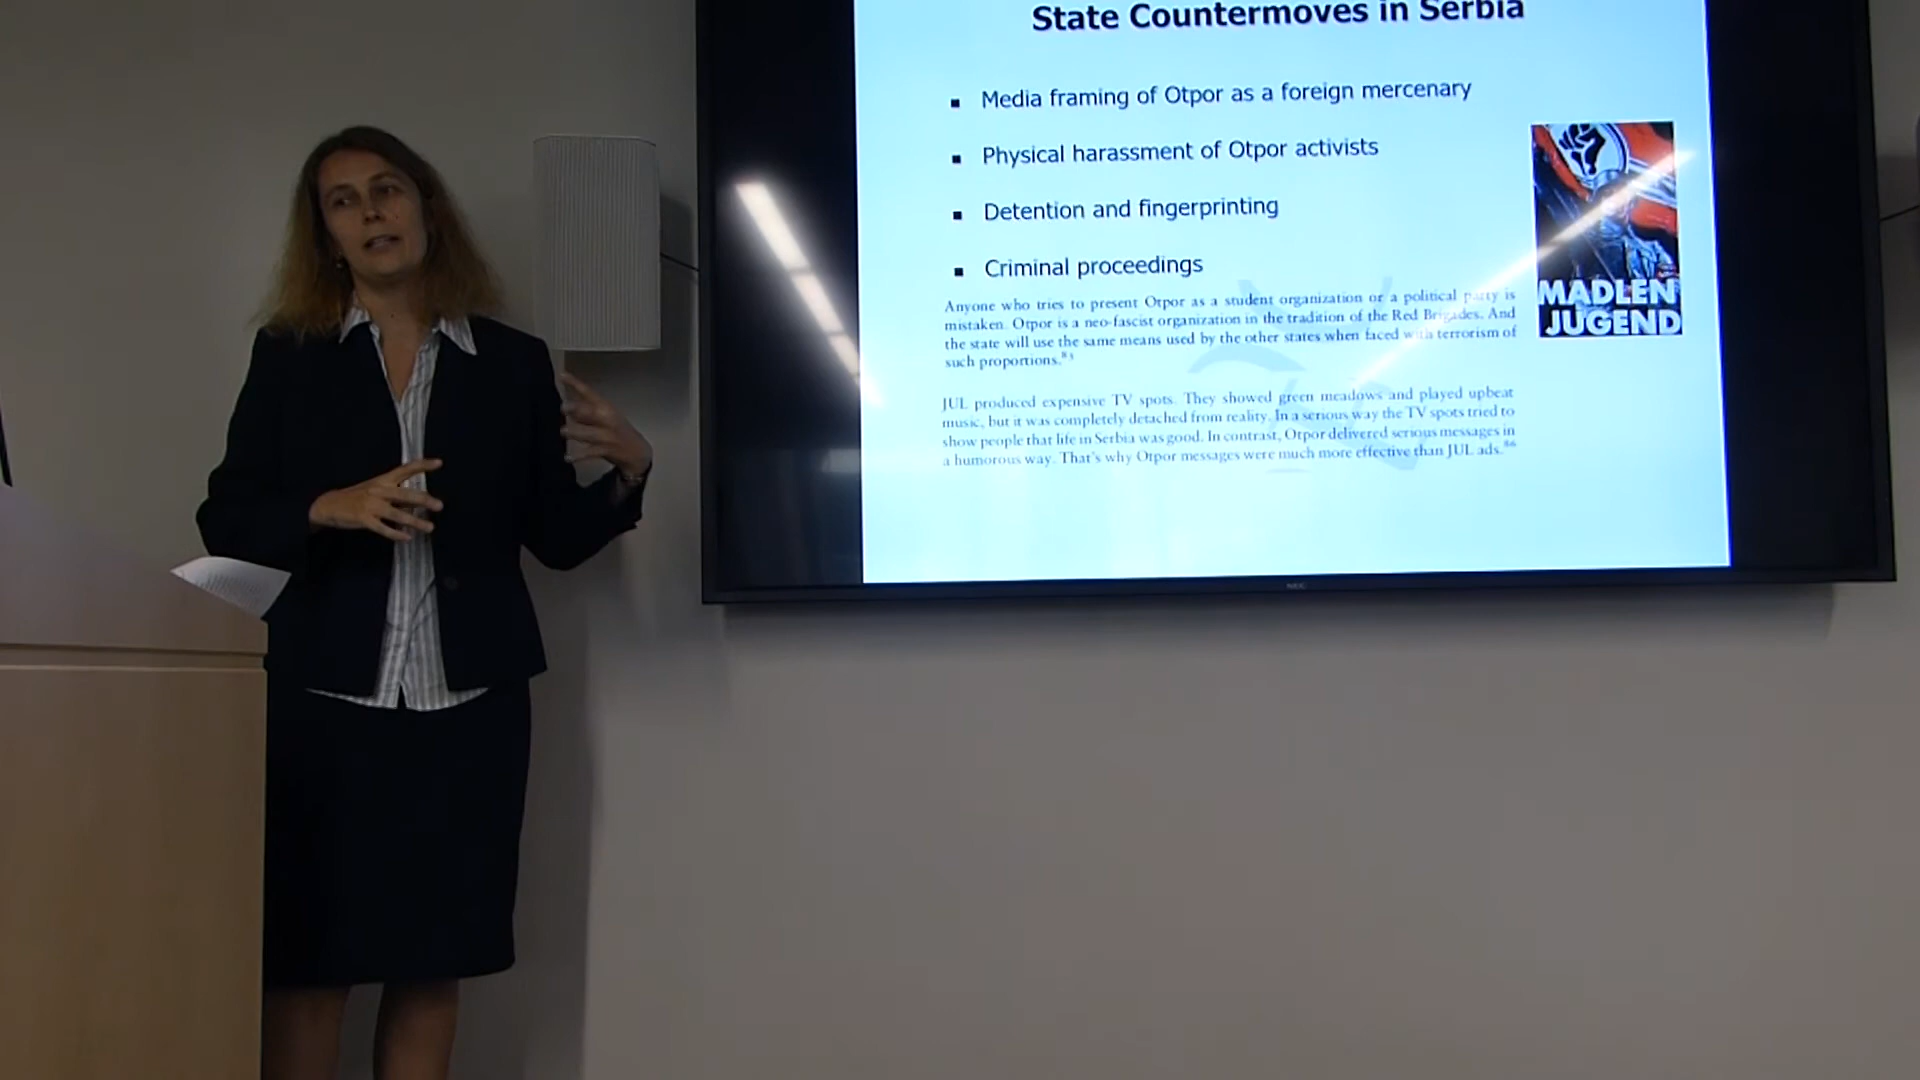 State Countermoves in Serbia
▪ Media framing of Otpor as a foreign mercenary
▪ Physical harassment of Otpor activists
▪ Detention and fingerprinting
▪ Criminal proceedings
Anyone who tries to present Otpor as a student organization or a political party is
mistaken. Otpor is a neo-fascist organization in the tradition of the Red Brigades. And
the state will use the same means used by the other states when faced with terrorism of
such proportions.⁸⁵
JUL produced expensive TV spots. They showed green meadows and played upbeat
music, but it was completely detached from reality. In a serious way the TV spots tried to
show people that life in Serbia was good. In contrast, Otpor delivered serious messages in
a humorous way. That's why Otpor messages were much more effective than JUL ads.⁸⁶
MADLEN
JUGEND
NEC